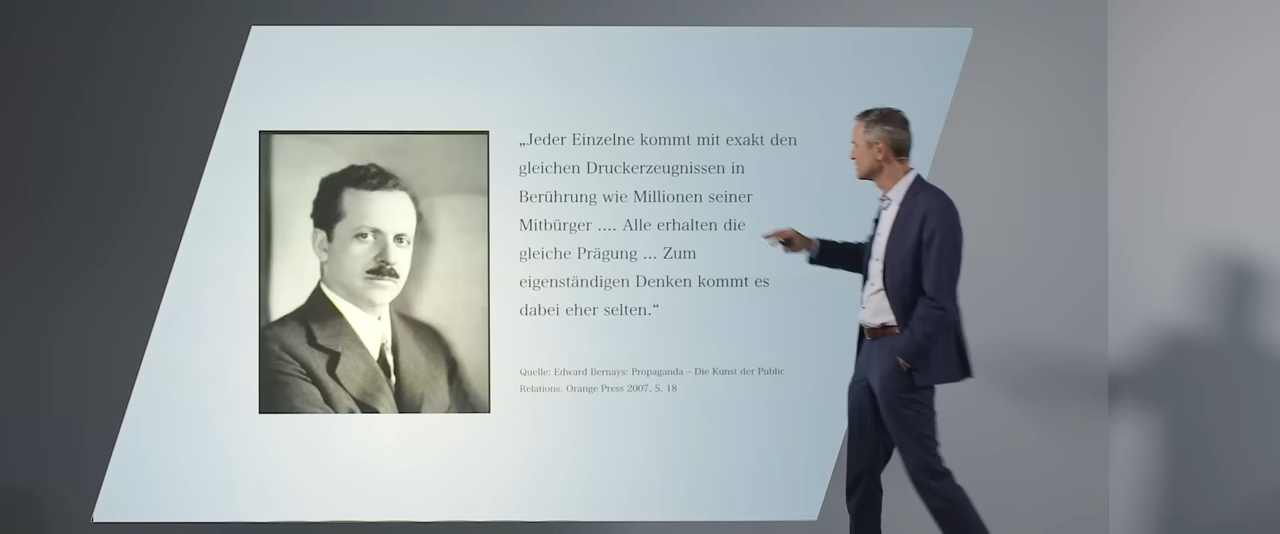 „Jeder Einzelne kommt mit exakt den
gleichen Druckerzeugnissen in
Berührung wie Millionen seiner
Mitbürger .... Alle erhalten die
gleiche Prägung ... Zum
eigenständigen Denken kommt es
dabei eher selten.“
Quelle: Edward Bernays: Propaganda – Die Kunst der Public
Relations. Orange Press 2007, S. 18